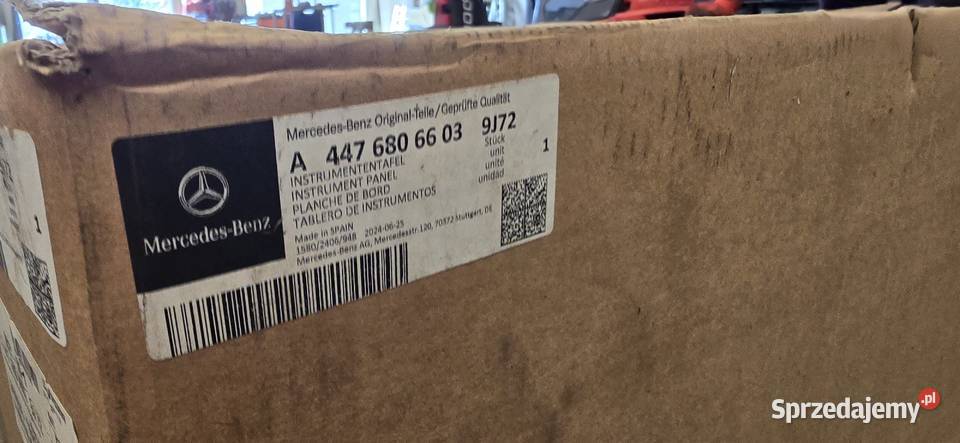 Mercedes-Benz Original-Teile/Geprüfte Qualität
A 447 680 66 03 9J72
INSTRUMENTENTAFEL Stück
INSTRUMENT PANEL unit
PLANCHE DE BORD unité
TABLERO DE INSTRUMENTOS unidad
1
Made in SPAIN
1580/2406/948 2024-06-25
Mercedes-Benz AG, Mercedesstr.120, 70372 Stuttgart, DE
Mercedes-Benz
1
Sprzedajemy.pl